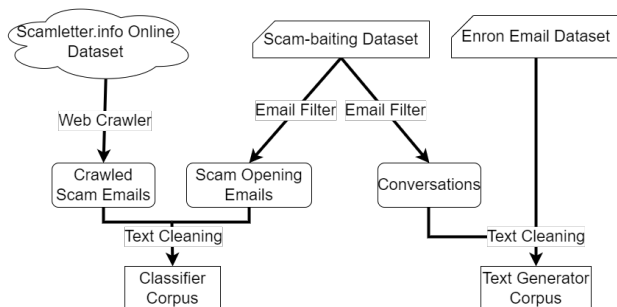 Scamletter.info Online
Dataset
Scam-baiting Dataset
Enron Email Dataset
Email Filter
Email Filter
Web Crawler
Crawled
Scam Emails
Scam Opening
Emails
Conversations
Text Cleaning
Text Cleaning
Classifier
Corpus
Text Generator
Corpus